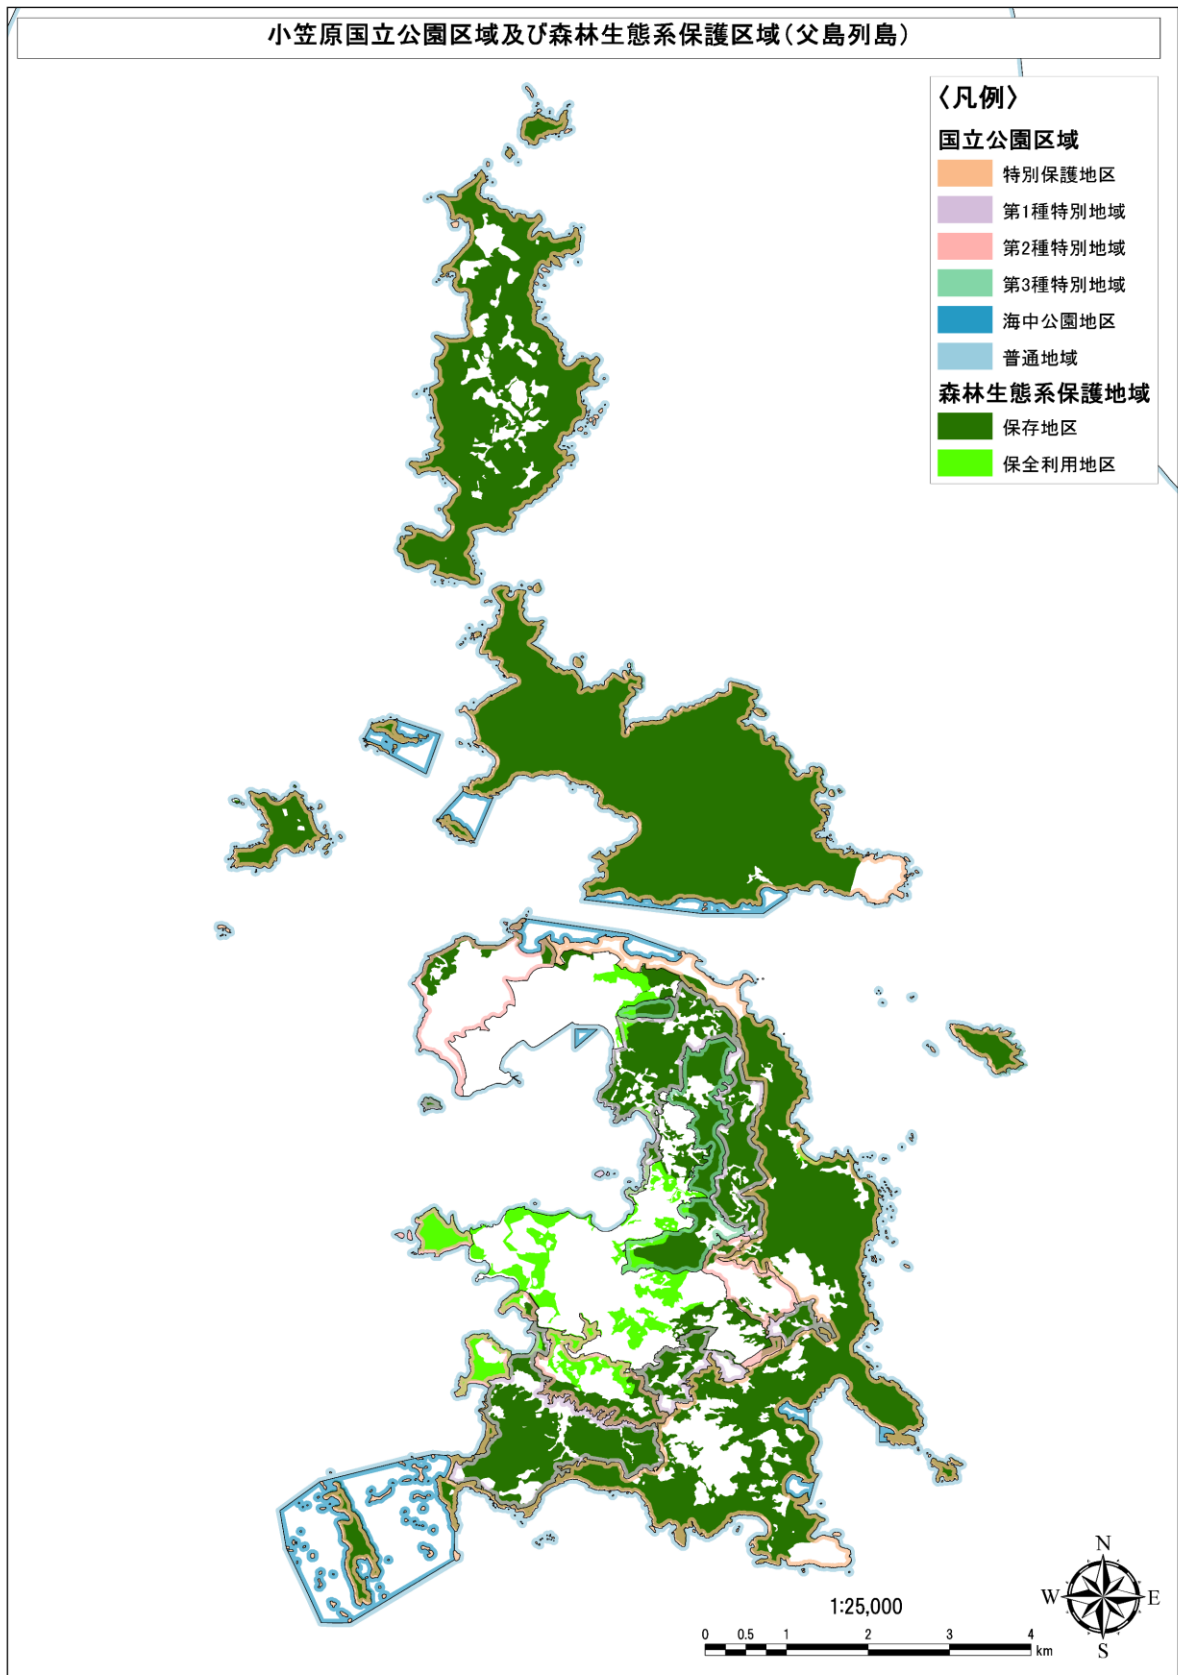 小笠原国立公園区域及び森林生態系保護区域(父島列島)
〈凡例〉
国立公園区域
特別保護地区
第1種特別地域
第2種特別地域
第3種特別地域
海中公園地区
普通地域
森林生態系保護地域
保存地区
保全利用地区
N
W
E
S
1:25,000
0 0.5 1 2 3 4
km